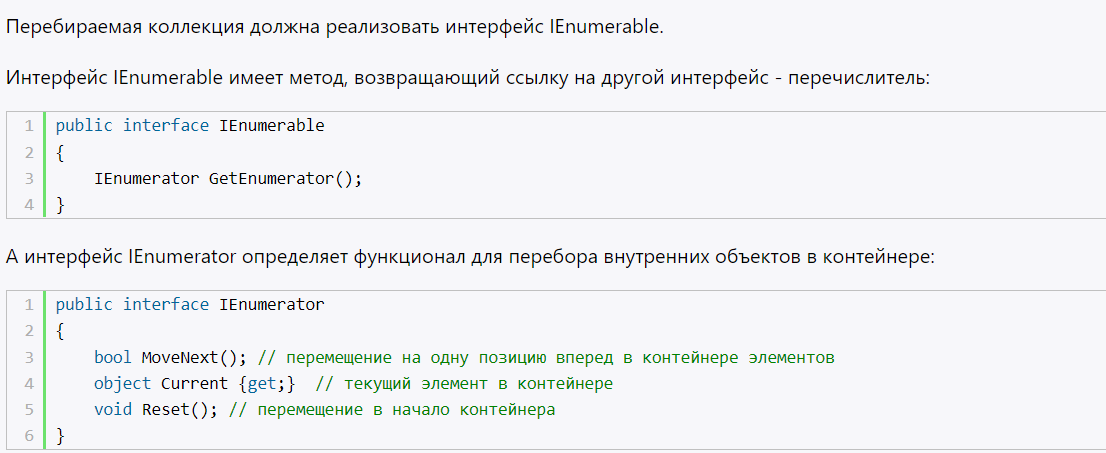 Перебираемая коллекция должна реализовать интерфейс IEnumerable.
Интерфейс IEnumerable имеет метод, возвращающий ссылку на другой интерфейс - перечислитель:
1 public interface IEnumerable
2 {
3     IEnumerator GetEnumerator();
4 }
А интерфейс IEnumerator определяет функционал для перебора внутренних объектов в контейнере:
1 public interface IEnumerator
2 {
3     bool MoveNext(); // перемещение на одну позицию вперед в контейнере элементов
4     object Current {get;}  // текущий элемент в контейнере
5     void Reset(); // перемещение в начало контейнера
6 }